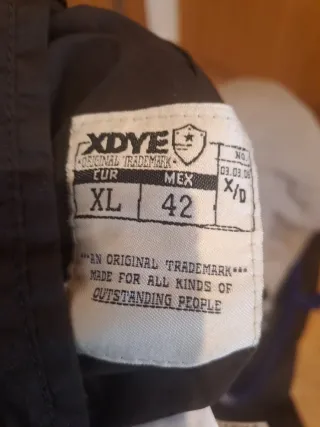 XDYE
ORIGINAL TRADEMARK
EUR MEX NO.
XL 42 X/D
***AN ORIGINAL TRADEMARK***
MADE FOR ALL KINDS OF
OUTSTANDING PEOPLE